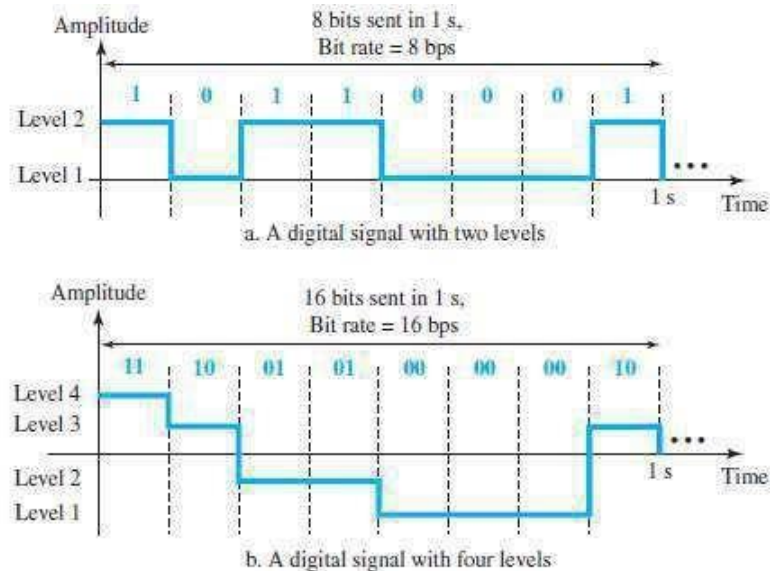 8 bits sent in 1 s,
Amplitude
Bit rate = 8 bps
1 0 1 1 0 0 0 1
Level 2
Level 1
...
1 s
Time
a. A digital signal with two levels
Amplitude
16 bits sent in 1 s,
Bit rate = 16 bps
11 10 01 01 00 00 00 10
Level 4
Level 3
...
Level 2
1 s
Time
Level 1
b. A digital signal with four levels